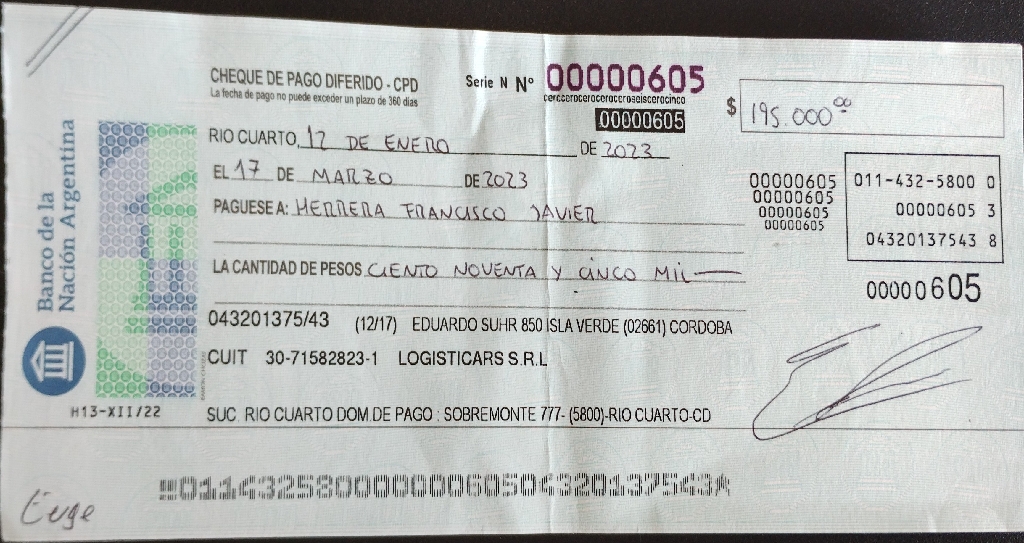 Banco de la
Nación Argentina
H13-XII/22
CHEQUE DE PAGO DIFERIDO - CPD
La fecha de pago no puede exceder un plazo de 360 días
Serie N Nº 00000605
ceroceroceroceroceroseiscerocinco
00000605
$ 195.000 00
RIO CUARTO, 12 DE ENERO DE 2023
EL 17 DE MARZO DE 2023
PAGUESE A: HERRERA FRANCISCO JAVIER
00000605
00000605
00000605
00000605
011-432-5800 0
00000605 3
04320137543 8
LA CANTIDAD DE PESOS CIENTO NOVENTA Y CINCO MIL
00000605
043201375/43 (12/17) EDUARDO SUHR 850 ISLA VERDE (02661) CORDOBA
CUIT 30-71582823-1 LOGISTICARS S.R.L
SUC. RIO CUARTO DOM.DE PAGO : SOBREMONTE 777- (5800)-RIO CUARTO-CD
01143258000000060504320137543
Euge